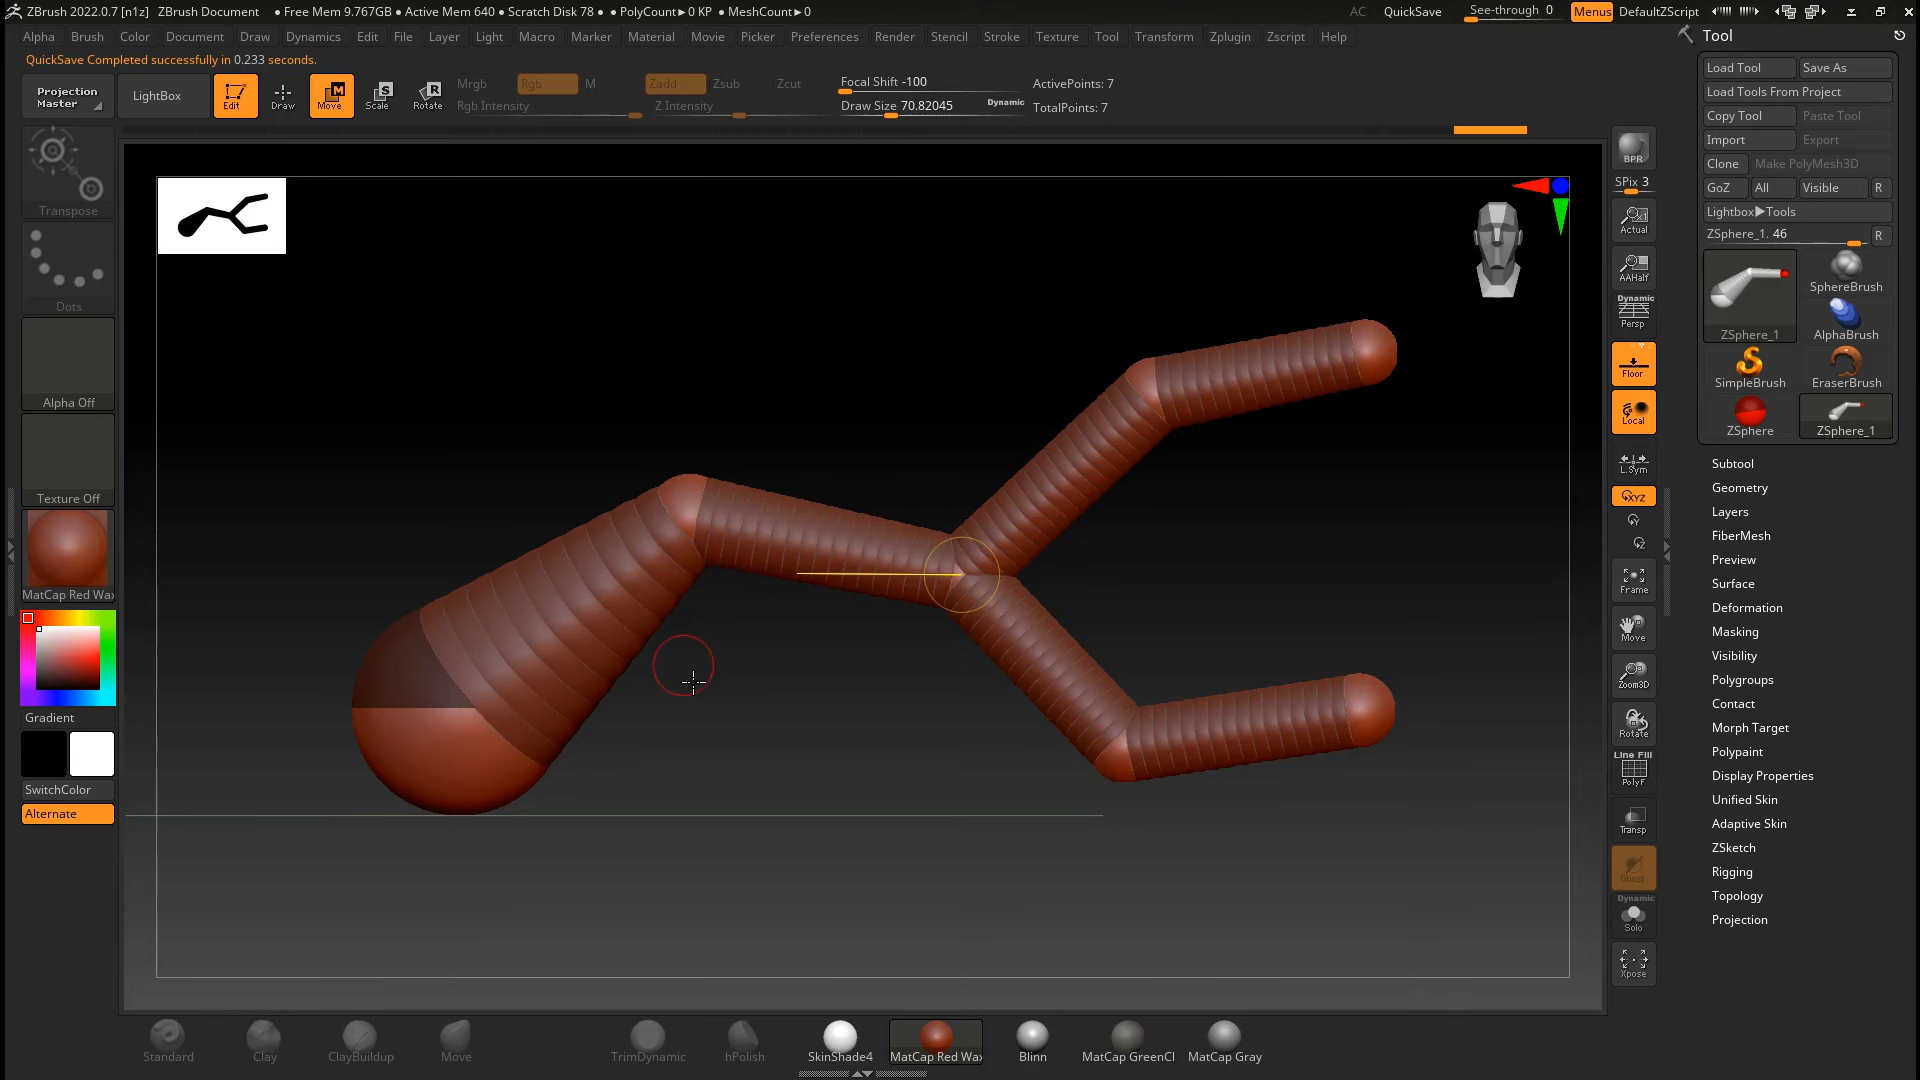 ZBrush 2022.0.7 [n1z] ZBrush Document • Free Mem 9.767GB • Active Mem 640 • Scratch Disk 78 • • PolyCount► 0 KP • MeshCount► 0 AC QuickSave See-through 0 Menus DefaultZScript
Alpha Brush Color Document Draw Dynamics Edit File Layer Light Macro Marker Material Movie Picker Preferences Render Stencil Stroke Texture Tool Transform Zplugin Zscript Help
QuickSave Completed successfully in 0.233 seconds.
Projection Master
LightBox
Edit
Draw
Move
Scale
Rotate
Mrgb Rgb M
Rgb Intensity
Zadd Zsub Zcut
Z Intensity
Focal Shift -100
Draw Size 70.82045 Dynamic
ActivePoints: 7
TotalPoints: 7
Transpose
Dots
Alpha Off
Texture Off
MatCap Red Wax
Gradient
SwitchColor
Alternate
BPR
SPix 3
Actual
AAHalf
Dynamic
Persp
Floor
Local
L.Sym
XYZ
Y
Z
Frame
Move
Zoom3D
Rotate
Line Fill
PolyF
Transp
Ghost
Dynamic
Solo
Xpose
Tool
Load Tool Save As
Load Tools From Project
Copy Tool Paste Tool
Import Export
Clone Make PolyMesh3D
GoZ All Visible R
Lightbox►Tools
ZSphere_1. 46 R
ZSphere_1
SphereBrush
AlphaBrush
SimpleBrush
EraserBrush
ZSphere
ZSphere_1
Subtool
Geometry
Layers
FiberMesh
Preview
Surface
Deformation
Masking
Visibility
Polygroups
Contact
Morph Target
Polypaint
Display Properties
Unified Skin
Adaptive Skin
ZSketch
Rigging
Topology
Projection
Standard Clay ClayBuildup Move TrimDynamic hPolish SkinShade4 MatCap Red Wax Blinn MatCap GreenCl MatCap Gray